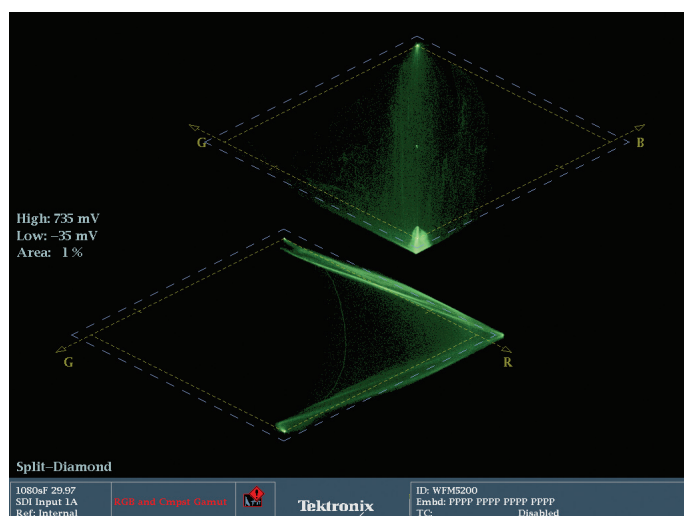 G
B
High: 735 mV
Low: –35 mV
Area: 1 %
G
R
Split–Diamond
1080sF 29.97
SDI Input 1A
Ref: Internal
RGB and Cmpst Gamut
Tektronix
ID: WFM5200
Embd: PPPP PPPP PPPP PPPP
TC: Disabled